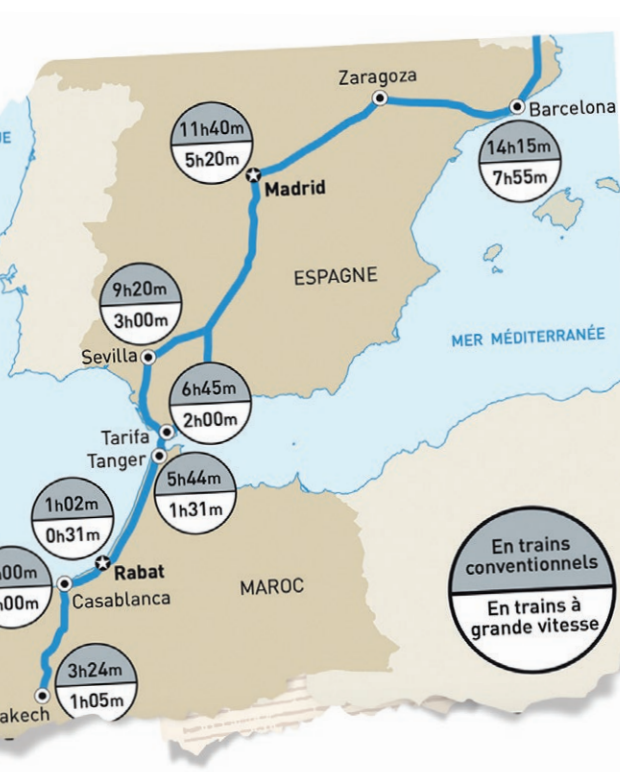 Zaragoza
11h40m
5h20m
Barcelona
14h15m
7h55m
Madrid
ESPAGNE
9h20m
3h00m
MER MÉDITERRANÉE
Sevilla
6h45m
2h00m
Tarifa
Tanger
5h44m
1h31m
1h02m
0h31m
En trains
conventionnels
En trains à
grande vitesse
Rabat
MAROC
Casablanca
3h24m
1h05m